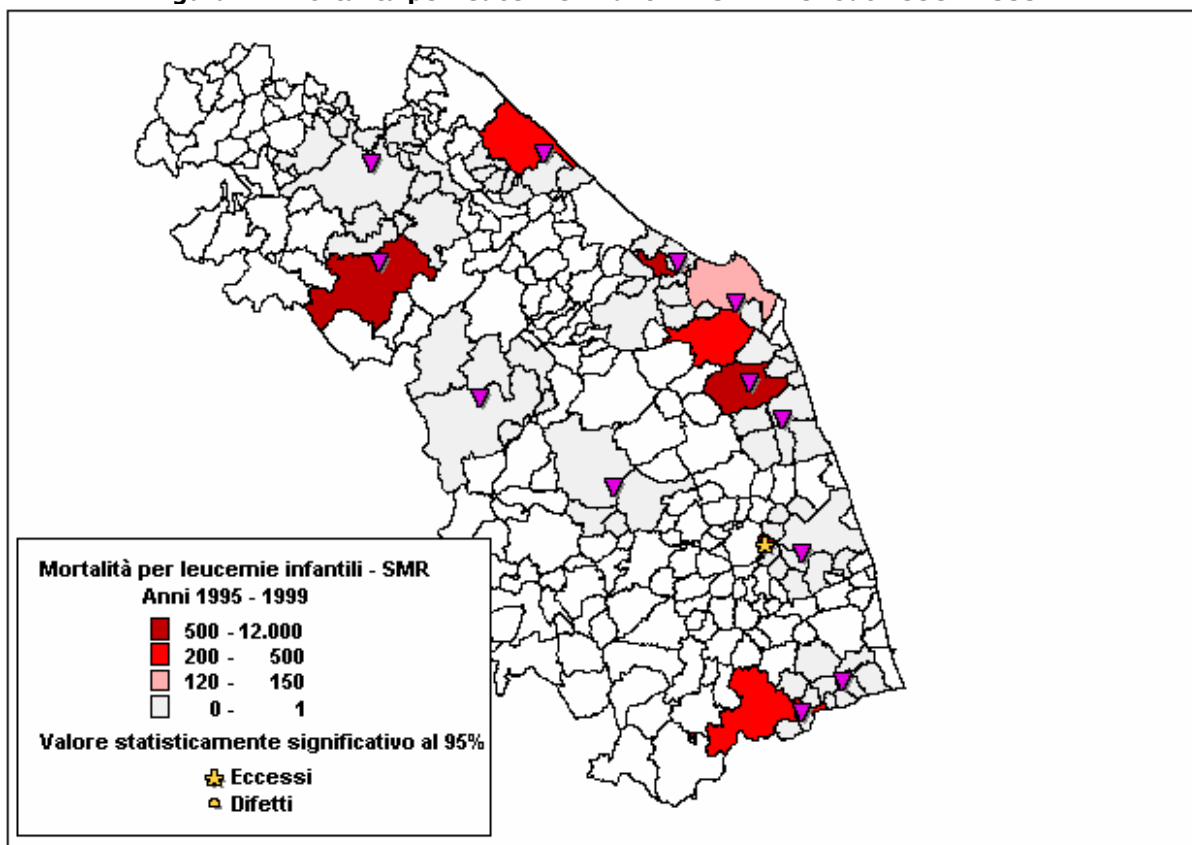 Mortalità per leucemie infantili - SMR
Anni 1995 - 1999
500 - 12.000
200 - 500
120 - 150
0 - 1
Valore statisticamente significativo al 95%
Eccessi
Difetti